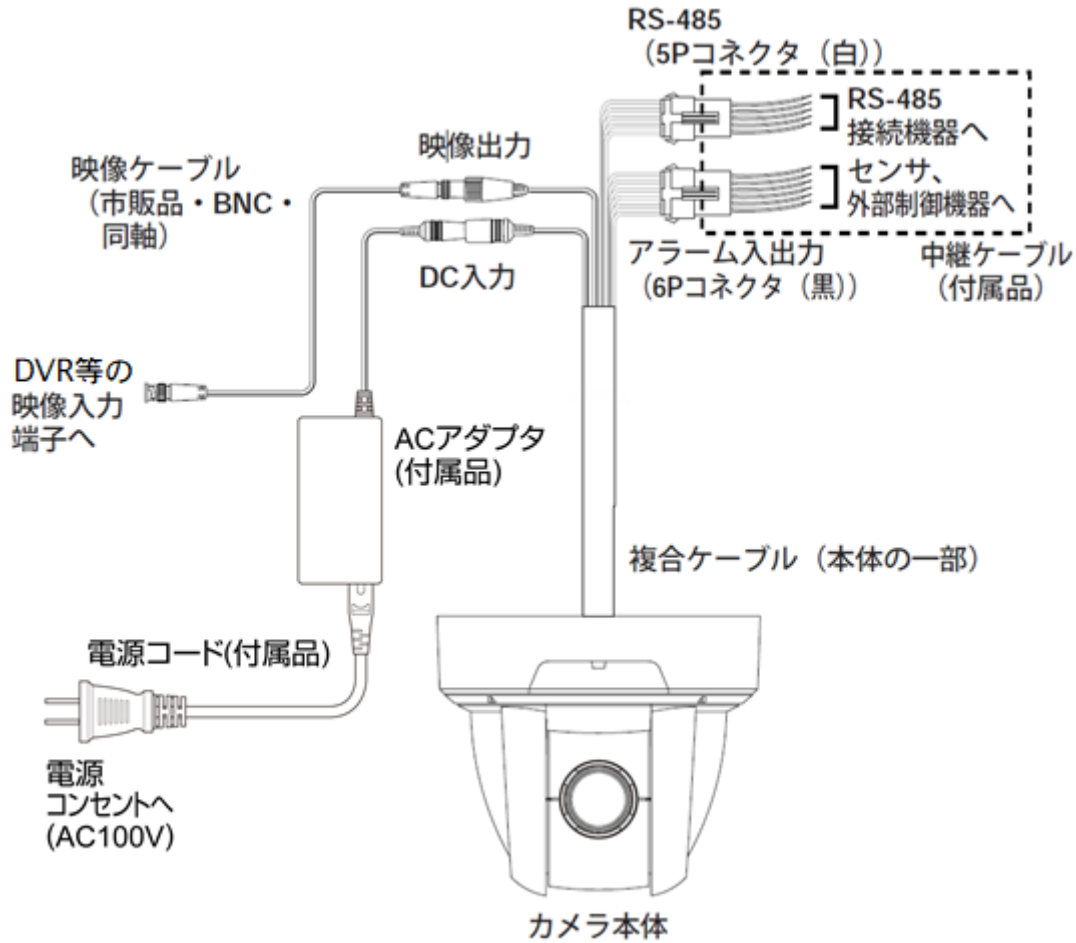 RS-485
（5Pコネクタ（白））
RS-485
接続機器へ
センサ、
外部制御機器へ
アラーム入出力
（6Pコネクタ（黒））
中継ケーブル
（付属品）
映像ケーブル
（市販品・BNC・
同軸）
映像出力
DC入力
DVR等の
映像入力
端子へ
ACアダプタ
(付属品)
複合ケーブル（本体の一部）
電源コード(付属品)
電源
コンセントへ
(AC100V)
カメラ本体